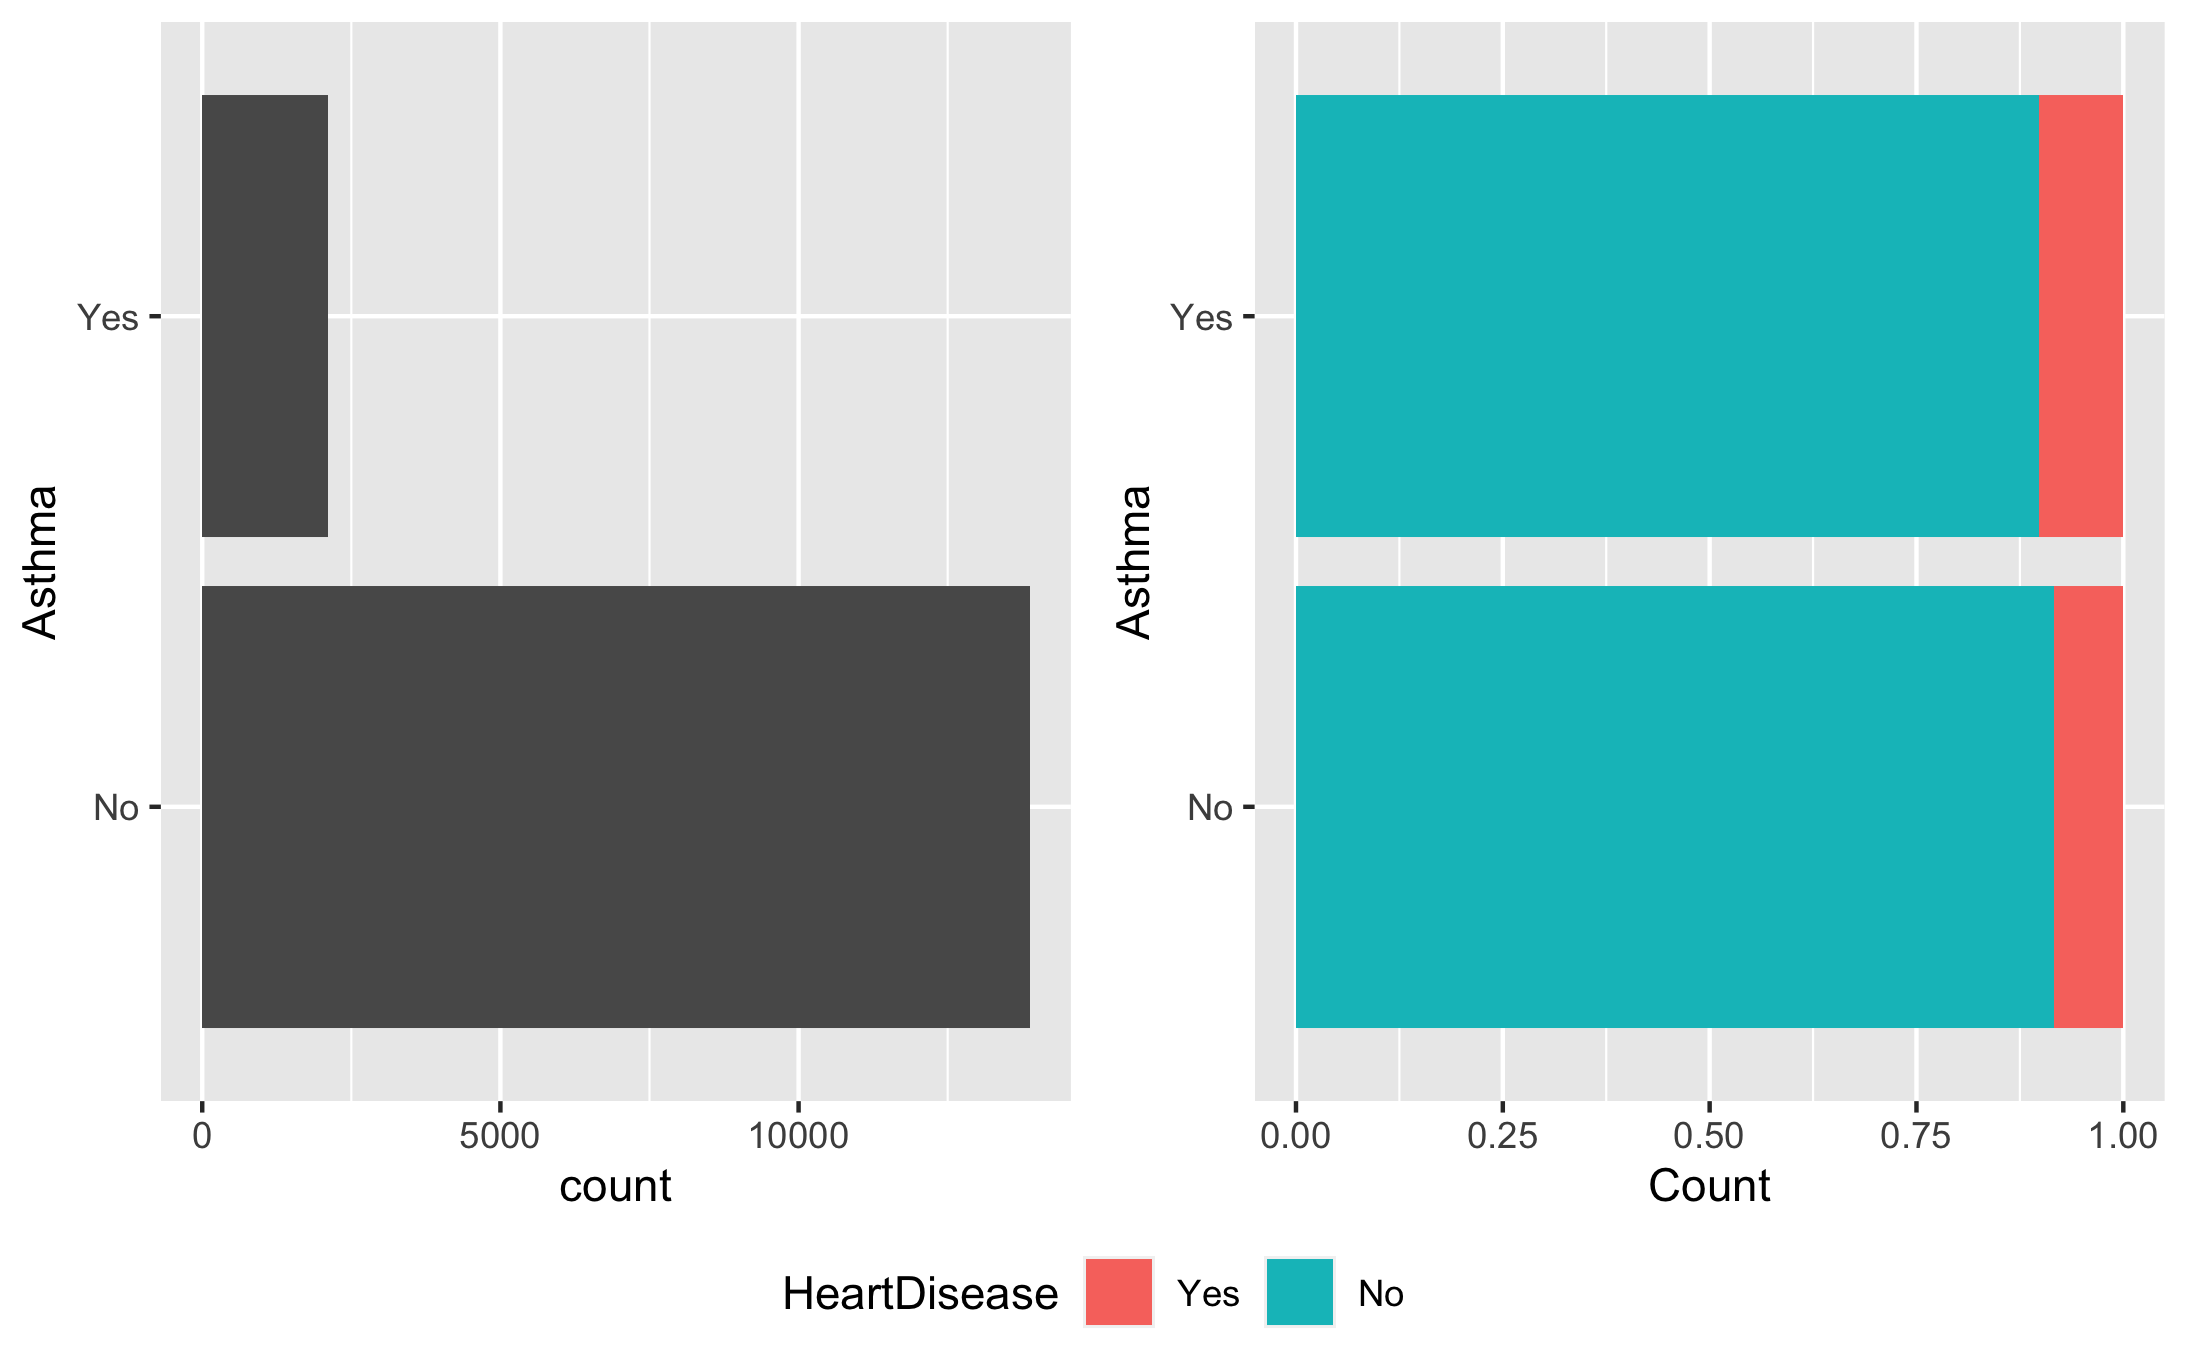 Asthma
Yes
No
0 5000 10000
count
Asthma
Yes
No
0.00 0.25 0.50 0.75 1.00
Count
HeartDisease Yes No